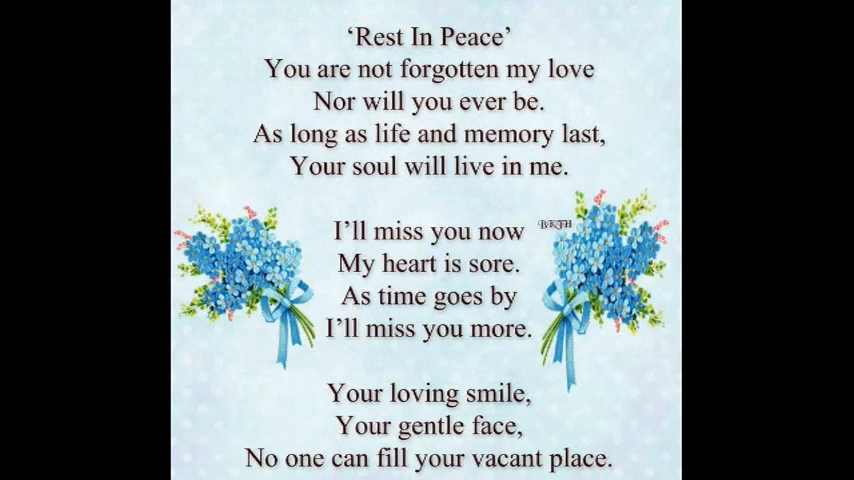 ‘Rest In Peace’
You are not forgotten my love
Nor will you ever be.
As long as life and memory last,
Your soul will live in me.
I’ll miss you now
My heart is sore.
As time goes by
I’ll miss you more.
Your loving smile,
Your gentle face,
No one can fill your vacant place.